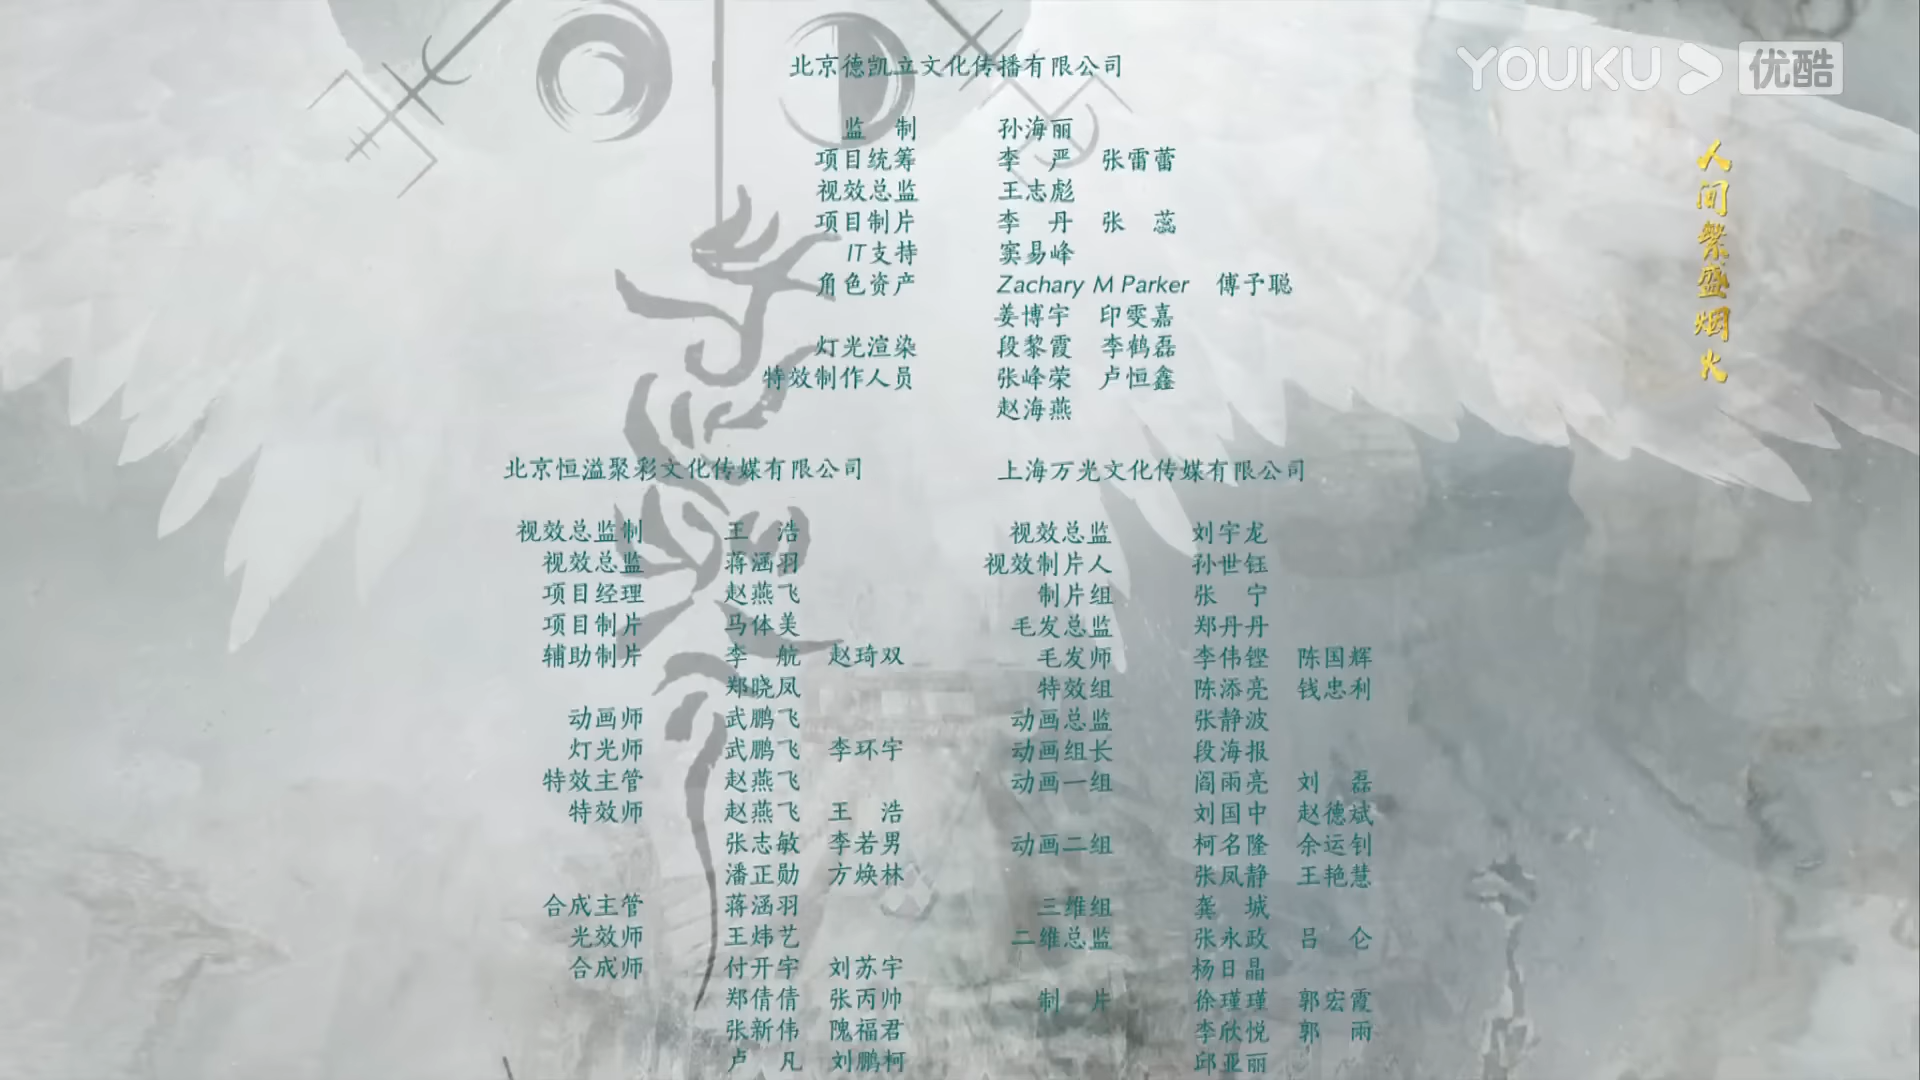 YOUKU 优酷
人间繁盛烟火
北京德凯立文化传播有限公司
监 制 孙海丽
项目统筹 李 严 张雷蕾
视效总监 王志彪
项目制片 李 丹 张 蕊
IT支持 窦易峰
角色资产 Zachary M Parker 傅予聪
姜博宇 印雯嘉
灯光渲染 段黎霞 李鹤磊
特效制作人员 张峰荣 卢恒鑫
赵海燕
北京恒溢聚彩文化传媒有限公司
视效总监制 王 浩
视效总监 蒋涵羽
项目经理 赵燕飞
项目制片 马体美
辅助制片 李 航 赵琦双
郑晓凤
动画师 武鹏飞
灯光师 武鹏飞 李环宇
特效主管 赵燕飞
特效师 赵燕飞 王 浩
张志敏 李若男
潘正勋 方焕林
合成主管 蒋涵羽
光效师 王炜艺
合成师 付开宇 刘苏宇
郑倩倩 张丙帅
张新伟 隗福君
卢 凡 刘鹏柯
上海万光文化传媒有限公司
视效总监 刘宇龙
视效制片人 孙世钰
制片组 张 宁
毛发总监 郑丹丹
毛发师 李伟铿 陈国辉
特效组 陈添亮 钱忠利
动画总监 张静波
动画组长 段海报
动画一组 阎雨亮 刘 磊
刘国中 赵德斌
动画二组 柯名隆 余运钊
张凤静 王艳慧
三维组 龚 城
二维总监 张永政 吕 仑
杨日晶
制 片 徐瑾瑾 郭宏霞
李欣悦 郭 雨
邱亚丽